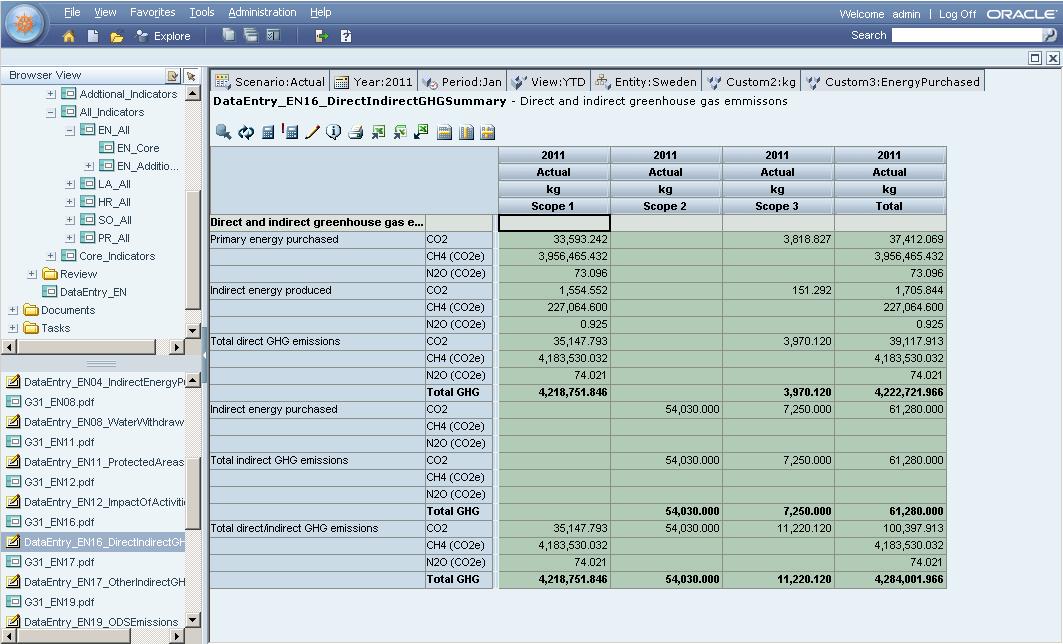 File View Favorites Tools Administration Help
Welcome admin | Log Off ORACLE
Explore
Search
Browser View
Scenario:Actual Year:2011 Period:Jan View:YTD Entity:Sweden Custom2:kg Custom3:EnergyPurchased
Addtional_Indicators
All_Indicators
EN_All
EN_Core
EN_Additio...
LA_All
HR_All
SO_All
PR_All
Core_Indicators
Review
DataEntry_EN
Documents
Tasks
DataEntry_EN04_IndirectEnergyP
G31_EN08.pdf
DataEntry_EN08_WaterWithdraw
G31_EN11.pdf
DataEntry_EN11_ProtectedAreas
G31_EN12.pdf
DataEntry_EN12_ImpactOfActiviti
G31_EN16.pdf
DataEntry_EN16_DirectIndirectGH
G31_EN17.pdf
DataEntry_EN17_OtherIndirectGH
G31_EN19.pdf
DataEntry_EN19_ODSEmissions
DataEntry_EN16_DirectIndirectGHGSummary - Direct and indirect greenhouse gas emmissons
2011 2011 2011 2011
Actual Actual Actual Actual
kg kg kg kg
Scope 1 Scope 2 Scope 3 Total
Direct and indirect greenhouse gas e...
Primary energy purchased CO2 33,593.242 3,818.827 37,412.069
CH4 (CO2e) 3,956,465.432 3,956,465.432
N2O (CO2e) 73.096 73.096
Indirect energy produced CO2 1,554.552 151.292 1,705.844
CH4 (CO2e) 227,064.600 227,064.600
N2O (CO2e) 0.925 0.925
Total direct GHG emissions CO2 35,147.793 3,970.120 39,117.913
CH4 (CO2e) 4,183,530.032 4,183,530.032
N2O (CO2e) 74.021 74.021
Total GHG 4,218,751.846 3,970.120 4,222,721.966
Indirect energy purchased CO2 54,030.000 7,250.000 61,280.000
CH4 (CO2e)
N2O (CO2e)
Total indirect GHG emissions CO2 54,030.000 7,250.000 61,280.000
CH4 (CO2e)
N2O (CO2e)
Total GHG 54,030.000 7,250.000 61,280.000
Total direct/indirect GHG emissions CO2 35,147.793 54,030.000 11,220.120 100,397.913
CH4 (CO2e) 4,183,530.032 4,183,530.032
N2O (CO2e) 74.021 74.021
Total GHG 4,218,751.846 54,030.000 11,220.120 4,284,001.966